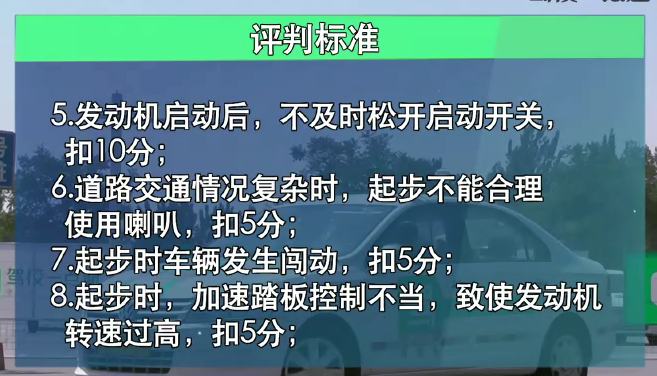 评判标准
5.发动机启动后，不及时松开启动开关，
扣10分；
6.道路交通情况复杂时，起步不能合理
使用喇叭，扣5分；
7.起步时车辆发生闯动，扣5分；
8.起步时，加速踏板控制不当，致使发动机
转速过高，扣5分；